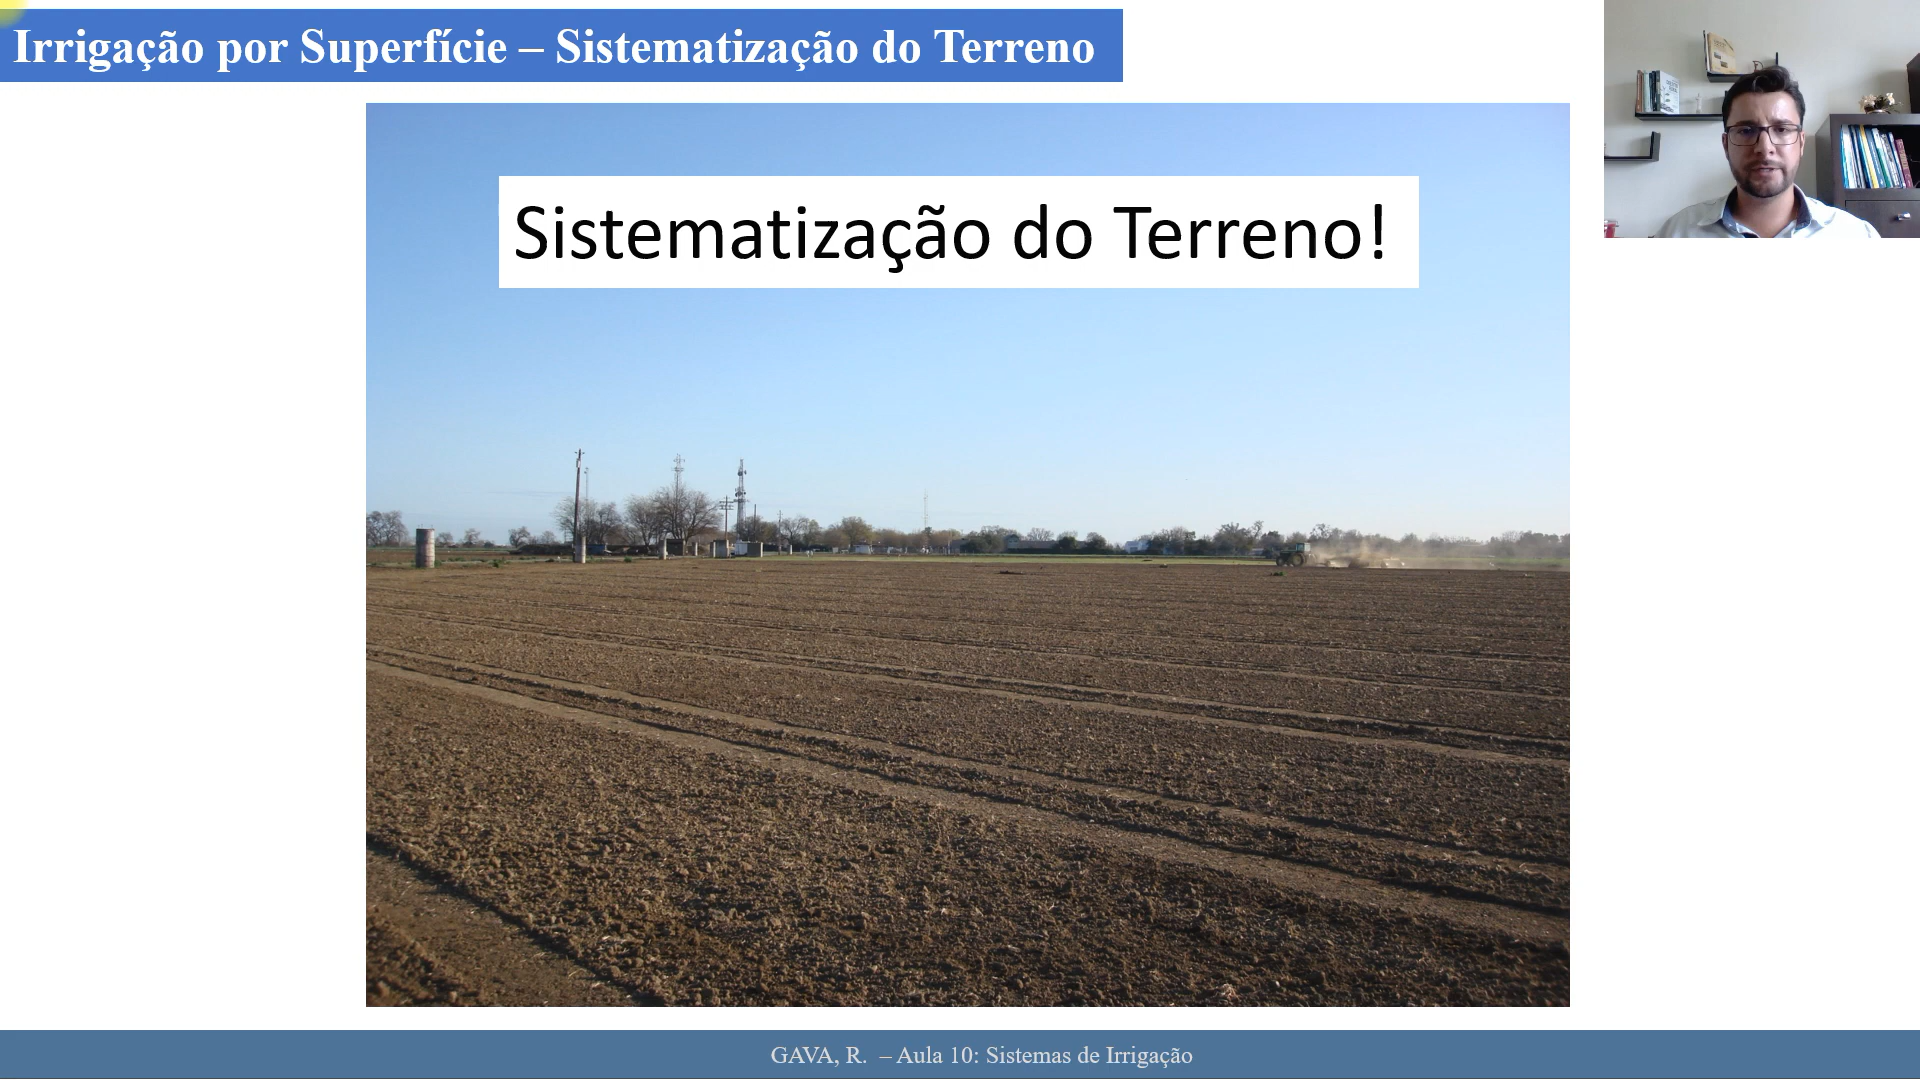 Irrigação por Superfície – Sistematização do Terreno
Sistematização do Terreno!
GAVA, R. – Aula 10: Sistemas de Irrigação